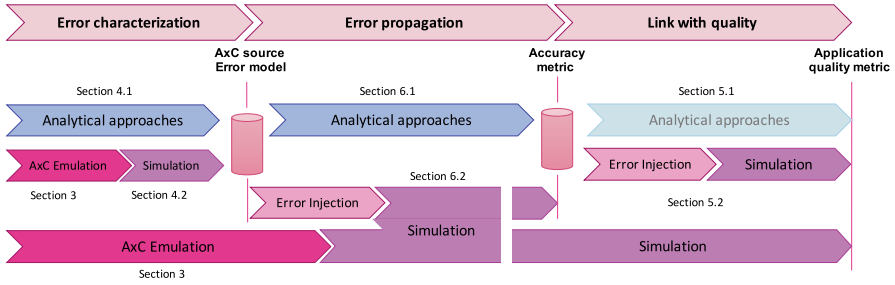 Error characterization
Error propagation
Link with quality
AxC source
Error model
Accuracy
metric
Application
quality metric
Section 4.1
Section 6.1
Section 5.1
Analytical approaches
Analytical approaches
Analytical approaches
AxC Emulation
Simulation
Error Injection
Simulation
Section 3
Section 4.2
Section 6.2
Section 5.2
Error Injection
Simulation
AxC Emulation
Simulation
Section 3